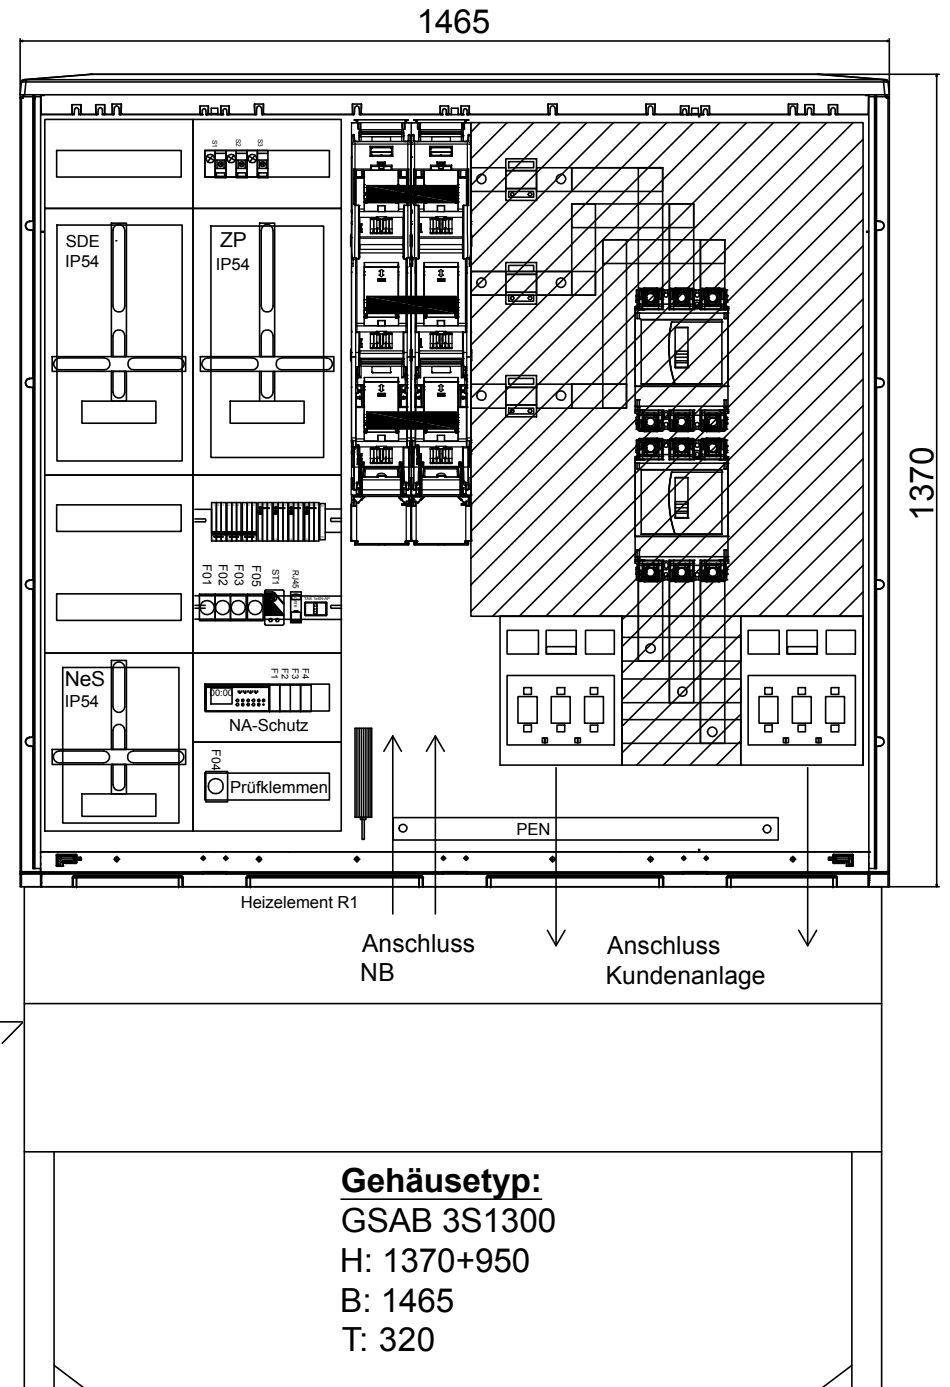 1465
S1 S2 S3
SDE
IP54
ZP
IP54
1370
F01 F02 F03 F05 ST1 RJ45
NeS
IP54
F1 F2 F3 F4
00:00
NA-Schutz
F04
Prüfklemmen
PEN
Heizelement R1
Anschluss
NB
Anschluss
Kundenanlage
Gehäusetyp:
GSAB 3S1300
H: 1370+950
B: 1465
T: 320